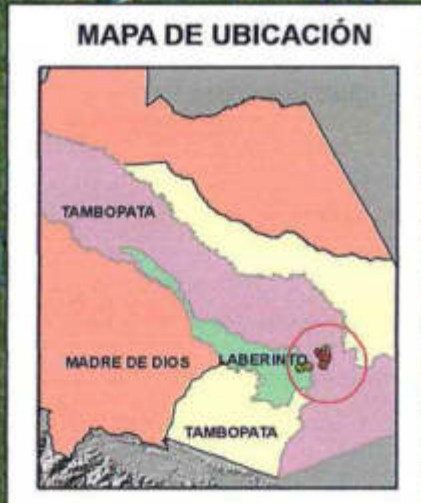 MAPA DE UBICACIÓN
TAMBOPATA
MADRE DE DIOS
LABERINTO
TAMBOPATA